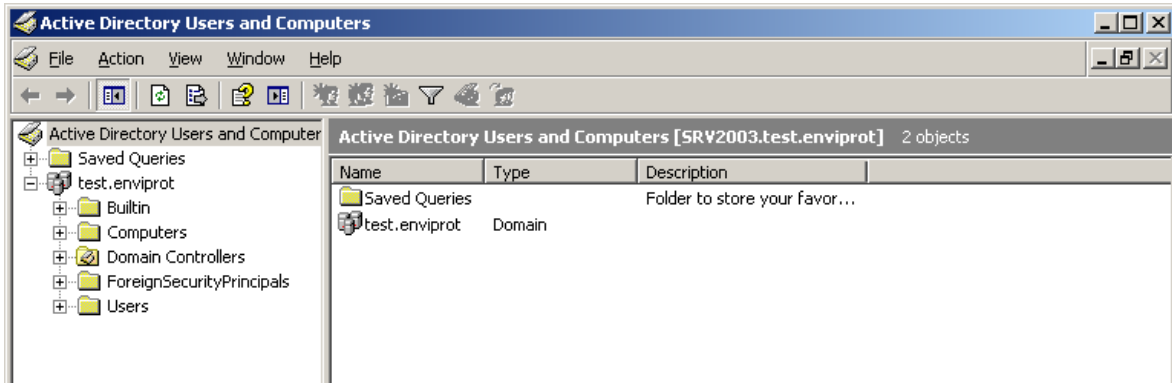 Active Directory Users and Computers
File Action View Window Help
Active Directory Users and Computer
Saved Queries
test.enviprot
Builtin
Computers
Domain Controllers
ForeignSecurityPrincipals
Users
Active Directory Users and Computers [SRV2003.test.enviprot] 2 objects
Name Type Description
Saved Queries Folder to store your favor...
test.enviprot Domain